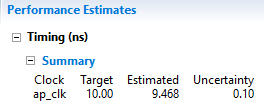 Performance Estimates
Timing (ns)
Summary
Clock Target Estimated Uncertainty
ap_clk 10.00 9.468 0.10